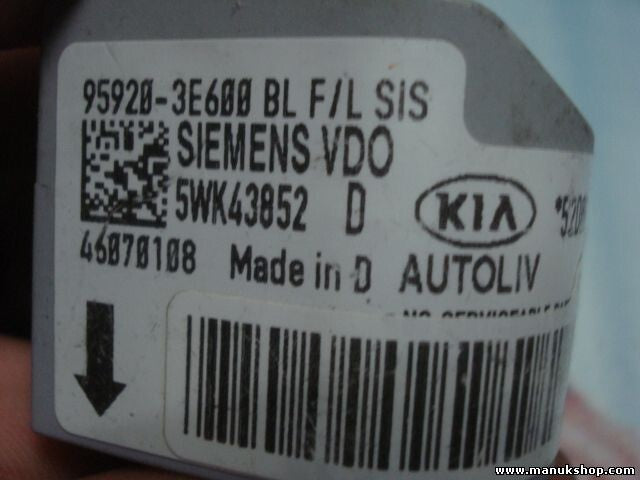 95920-3E600 BL F/L SIS
SIEMENS VDO
5WK43852 D
KIA
46070108 Made in D AUTOLIV
www.manukshop.com